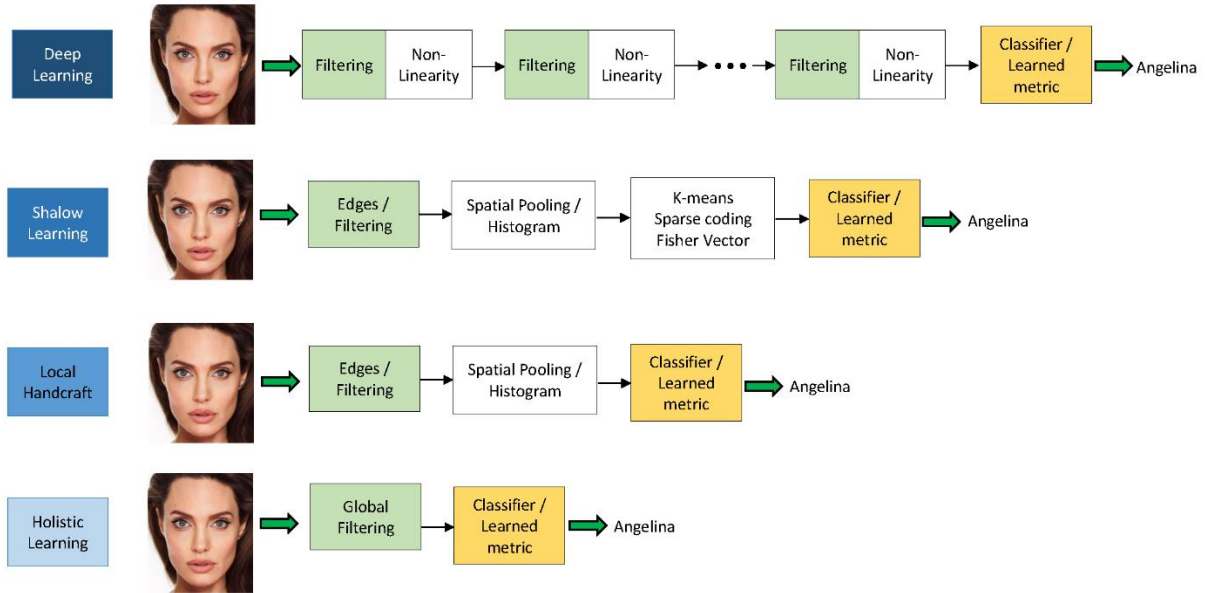 Deep
Learning
Filtering
Non-
Linearity
Filtering
Non-
Linearity
Filtering
Non-
Linearity
Classifier /
Learned
metric
Angelina
Shalow
Learning
Edges /
Filtering
Spatial Pooling /
Histogram
K-means
Sparse coding
Fisher Vector
Classifier /
Learned
metric
Angelina
Local
Handcraft
Edges /
Filtering
Spatial Pooling /
Histogram
Classifier /
Learned
metric
Angelina
Holistic
Learning
Global
Filtering
Classifier /
Learned
metric
Angelina